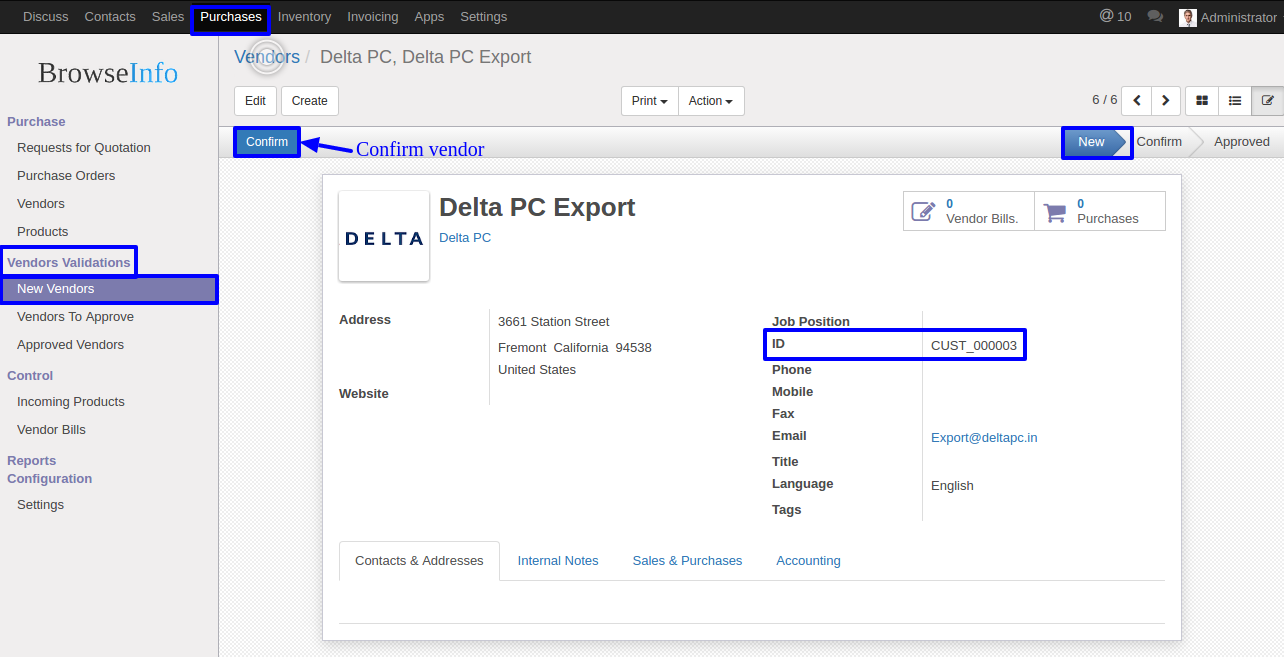 Discuss Contacts Sales Purchases Inventory Invoicing Apps Settings @ 10 Administrator
BrowseInfo
Purchase
Requests for Quotation
Purchase Orders
Vendors
Products
Vendors Validations
New Vendors
Vendors To Approve
Approved Vendors
Control
Incoming Products
Vendor Bills
Reports
Configuration
Settings
Vendors / Delta PC, Delta PC Export
Edit Create Print Action 6 / 6
Confirm Confirm vendor New Confirm Approved
DELTA
Delta PC Export
Delta PC
0
Vendor Bills.
0
Purchases
Address
3661 Station Street
Fremont California 94538
United States
Website
Job Position
ID CUST_000003
Phone
Mobile
Fax
Email Export@deltapc.in
Title
Language English
Tags
Contacts & Addresses Internal Notes Sales & Purchases Accounting